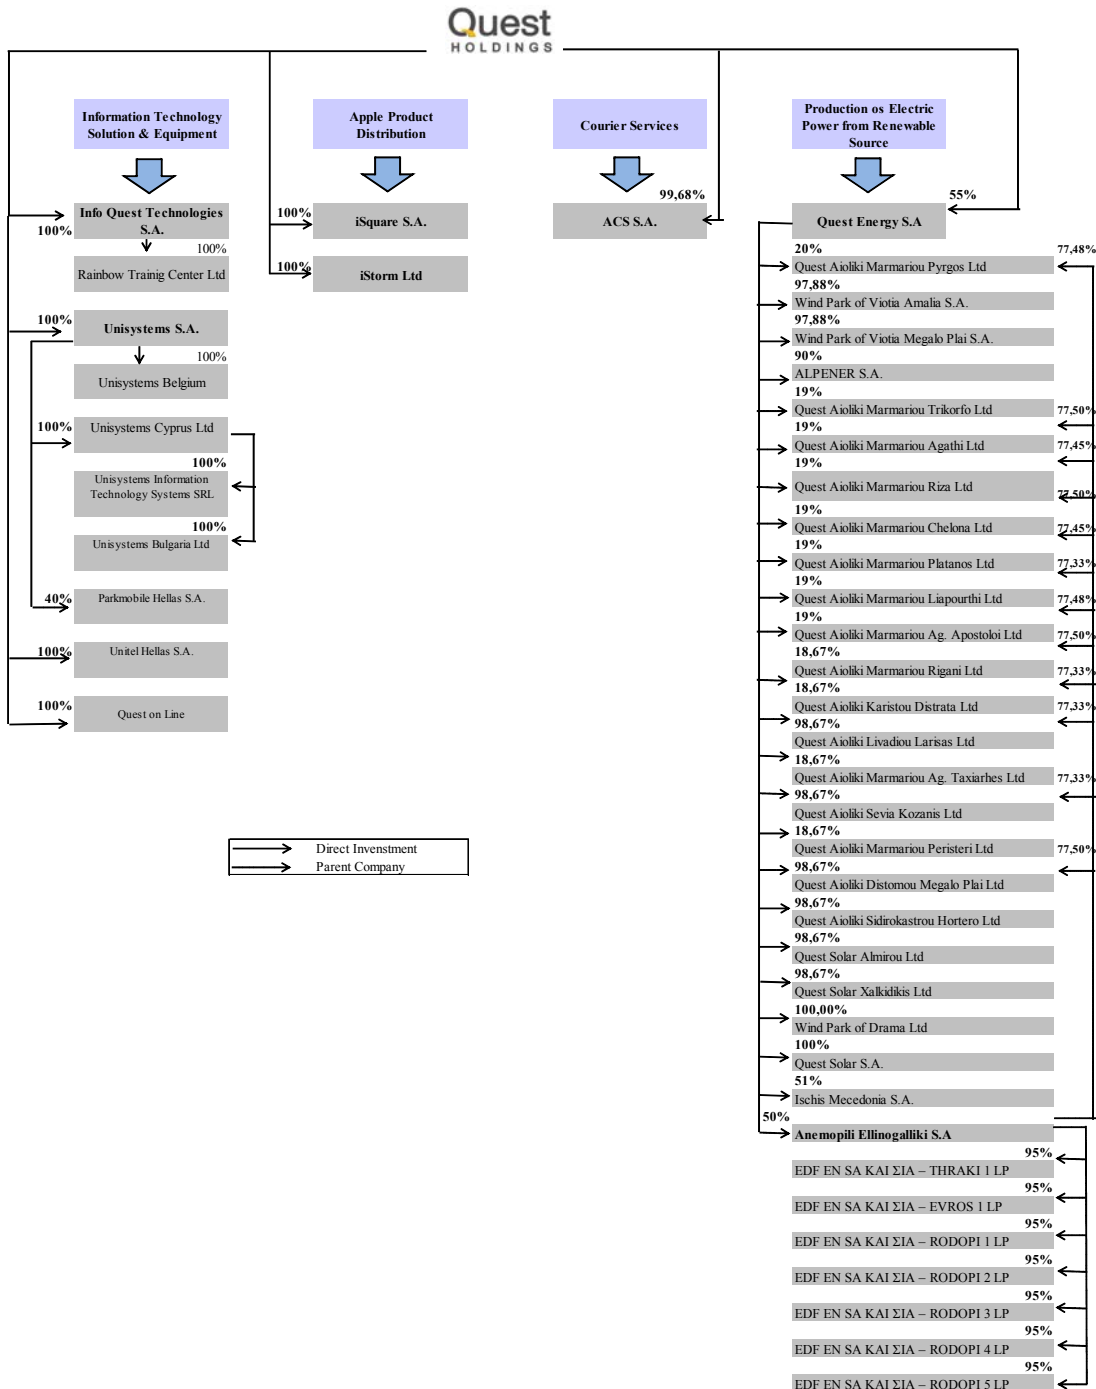 Quest
HOLDINGS
Information Technology
Solution & Equipment
100%
Info Quest Technologies
S.A.
100%
Rainbow Trainig Center Ltd
100%
Unisystems S.A.
100%
Unisystems Belgium
100%
Unisystems Cyprus Ltd
100%
Unisystems Information
Technology Systems SRL
100%
Unisystems Bulgaria Ltd
40%
Parkmobile Hellas S.A.
100%
Unitel Hellas S.A.
100%
Quest on Line
Apple Product
Distribution
100%
iSquare S.A.
100%
iStorm Ltd
Direct Invenstment
Parent Company
Courier Services
99,68%
ACS S.A.
Production os Electric
Power from Renewable
Source
55%
Quest Energy S.A
20% 77,48%
Quest Aioliki Marmariou Pyrgos Ltd
97,88%
Wind Park of Viotia Amalia S.A.
97,88%
Wind Park of Viotia Megalo Plai S.A.
90%
ALPENER S.A.
19%
Quest Aioliki Marmariou Trikorfo Ltd 77,50%
19%
Quest Aioliki Marmariou Agathi Ltd 77,45%
19%
Quest Aioliki Marmariou Riza Ltd 77,50%
19%
Quest Aioliki Marmariou Chelona Ltd 77,45%
19%
Quest Aioliki Marmariou Platanos Ltd 77,33%
19%
Quest Aioliki Marmariou Liapourthi Ltd 77,48%
19%
Quest Aioliki Marmariou Ag. Apostoloi Ltd 77,50%
18,67%
Quest Aioliki Marmariou Rigani Ltd 77,33%
18,67%
Quest Aioliki Karistou Distrata Ltd 77,33%
98,67%
Quest Aioliki Livadiou Larisas Ltd
18,67%
Quest Aioliki Marmariou Ag. Taxiarhes Ltd 77,33%
98,67%
Quest Aioliki Sevia Kozanis Ltd
18,67%
Quest Aioliki Marmariou Peristeri Ltd 77,50%
98,67%
Quest Aioliki Distomou Megalo Plai Ltd
98,67%
Quest Aioliki Sidirokastrou Hortero Ltd
98,67%
Quest Solar Almirou Ltd
98,67%
Quest Solar Xalkidikis Ltd
100,00%
Wind Park of Drama Ltd
100%
Quest Solar S.A.
51%
Ischis Mecedonia S.A.
50%
Anemopili Ellinogalliki S.A
95%
EDF EN SA ΚΑΙ ΣΙΑ – THRAKI 1 LP
95%
EDF EN SA ΚΑΙ ΣΙΑ – EVROS 1 LP
95%
EDF EN SA ΚΑΙ ΣΙΑ – RODOPI 1 LP
95%
EDF EN SA ΚΑΙ ΣΙΑ – RODOPI 2 LP
95%
EDF EN SA ΚΑΙ ΣΙΑ – RODOPI 3 LP
95%
EDF EN SA ΚΑΙ ΣΙΑ – RODOPI 4 LP
95%
EDF EN SA ΚΑΙ ΣΙΑ – RODOPI 5 LP